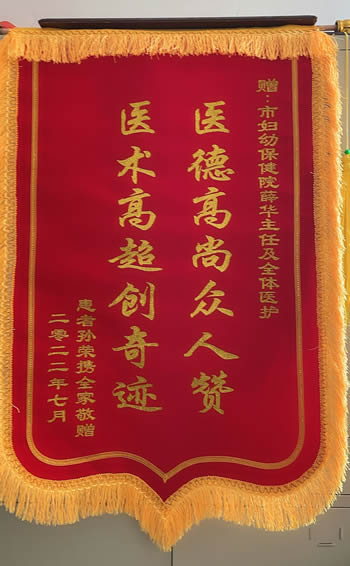 赠:市妇幼保健院薛华主任及全体医护
医德高尚众人赞
医术高超创奇迹
患者孙荣携全家敬赠
二零二二年七月